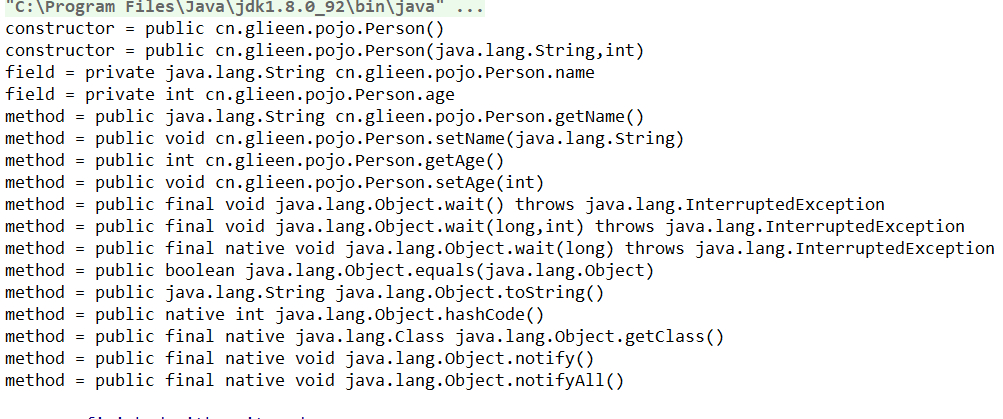 "C:\Program Files\Java\jdk1.8.0_92\bin\java" ...
constructor = public cn.glieen.pojo.Person()
constructor = public cn.glieen.pojo.Person(java.lang.String,int)
field = private java.lang.String cn.glieen.pojo.Person.name
field = private int cn.glieen.pojo.Person.age
method = public java.lang.String cn.glieen.pojo.Person.getName()
method = public void cn.glieen.pojo.Person.setName(java.lang.String)
method = public int cn.glieen.pojo.Person.getAge()
method = public void cn.glieen.pojo.Person.setAge(int)
method = public final void java.lang.Object.wait() throws java.lang.InterruptedException
method = public final void java.lang.Object.wait(long,int) throws java.lang.InterruptedException
method = public final native void java.lang.Object.wait(long) throws java.lang.InterruptedException
method = public boolean java.lang.Object.equals(java.lang.Object)
method = public java.lang.String java.lang.Object.toString()
method = public native int java.lang.Object.hashCode()
method = public final native java.lang.Class java.lang.Object.getClass()
method = public final native void java.lang.Object.notify()
method = public final native void java.lang.Object.notifyAll()